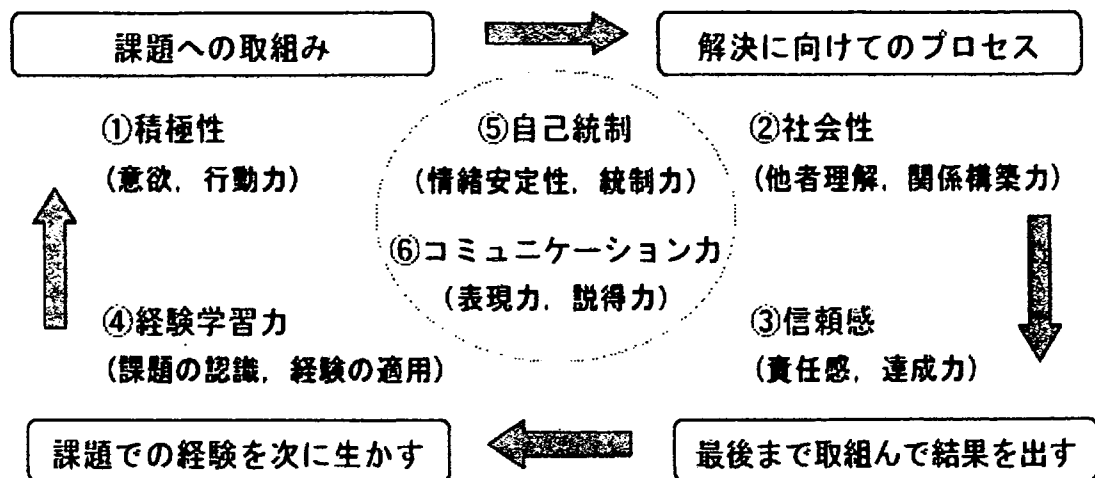 課題への取組み
解決に向けてのプロセス
①積極性
(意欲，行動力)
⑤自己統制
(情緒安定性，統制力)
②社会性
(他者理解，関係構築力)
⑥コミュニケーション力
(表現力，説得力)
④経験学習力
(課題の認識，経験の適用)
③信頼感
(責任感，達成力)
課題での経験を次に生かす
最後まで取組んで結果を出す